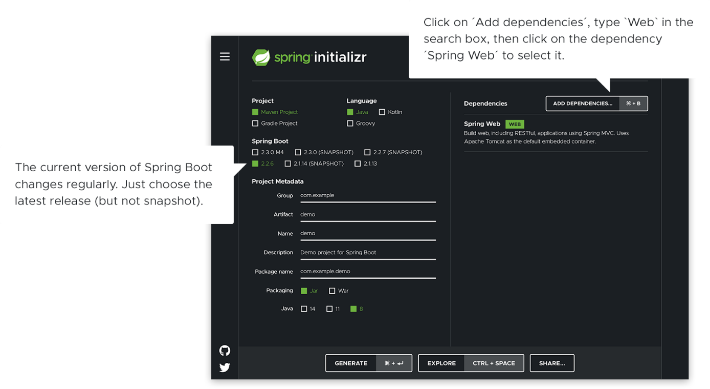 Click on ´Add dependencies´, type `Web` in the
search box, then click on the dependency
´Spring Web´ to select it.
spring initializr
Project
Maven Project
Gradle Project
Language
Java Kotlin
Groovy
Spring Boot
2.3.0 M4 2.3.0 (SNAPSHOT) 2.2.7 (SNAPSHOT)
2.2.6 2.1.14 (SNAPSHOT) 2.1.13
The current version of Spring Boot
changes regularly. Just choose the
latest release (but not snapshot).
Project Metadata
Group com.example
Artifact demo
Name demo
Description Demo project for Spring Boot
Package name com.example.demo
Packaging Jar War
Java 14 11 8
Dependencies
ADD DEPENDENCIES... ⌘ + B
Spring Web WEB
Build web, including RESTful, applications using Spring MVC. Uses
Apache Tomcat as the default embedded container.
GENERATE ⌘ + ↵
EXPLORE CTRL + SPACE
SHARE...